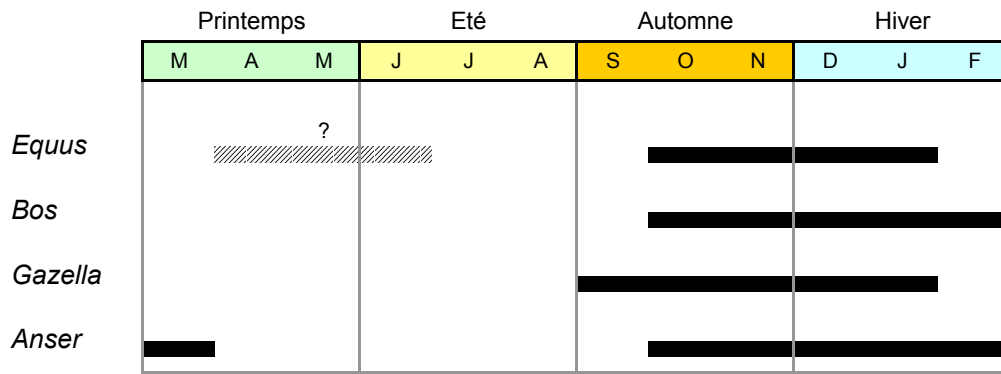 Printemps Eté Automne Hiver
M A M J J A S O N D J F
?
Equus
Bos
Gazella
Anser